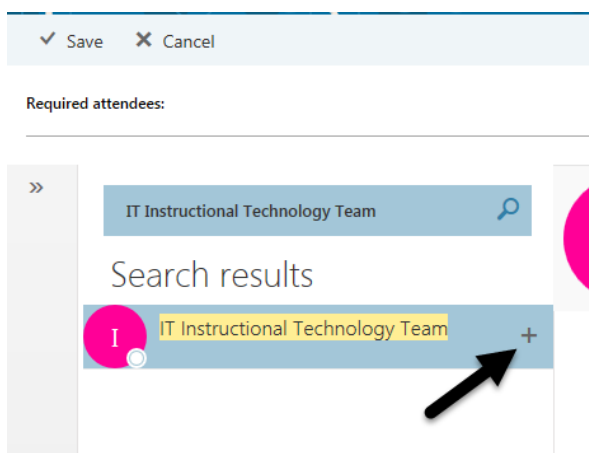 Save Cancel
Required attendees:
IT Instructional Technology Team
Search results
I IT Instructional Technology Team